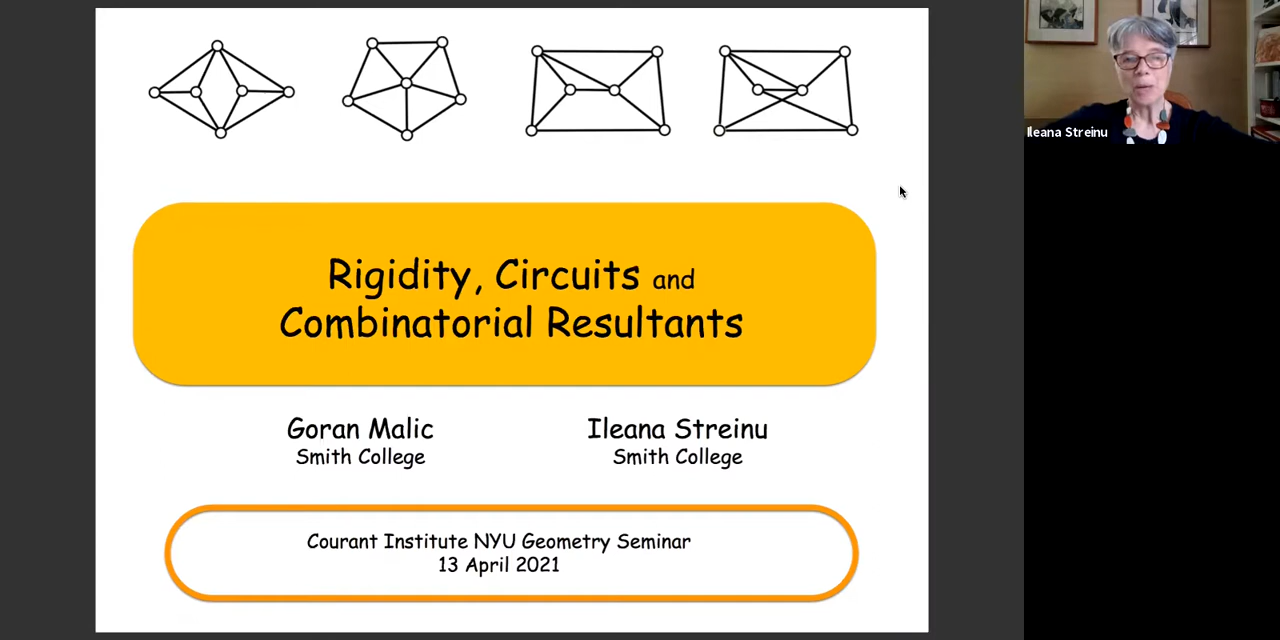 Rigidity, Circuits and
Combinatorial Resultants
Goran Malic
Smith College
Ileana Streinu
Smith College
Courant Institute NYU Geometry Seminar
13 April 2021
Ileana Streinu